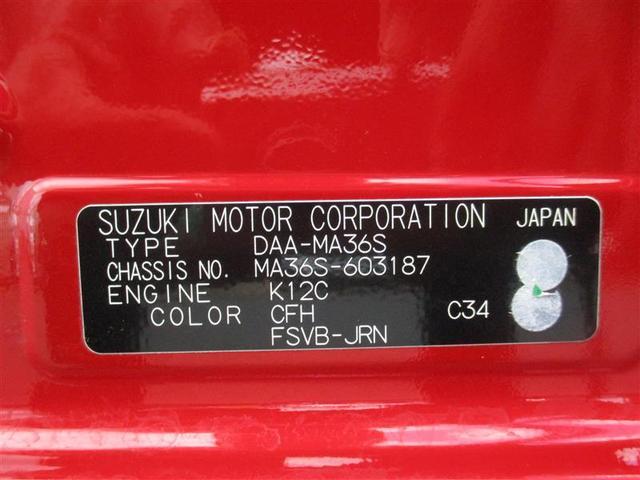 SUZUKI MOTOR CORPORATION JAPAN
TYPE DAA-MA36S
CHASSIS NO. MA36S-603187
ENGINE K12C
COLOR CFH C34
FSVB-JRN